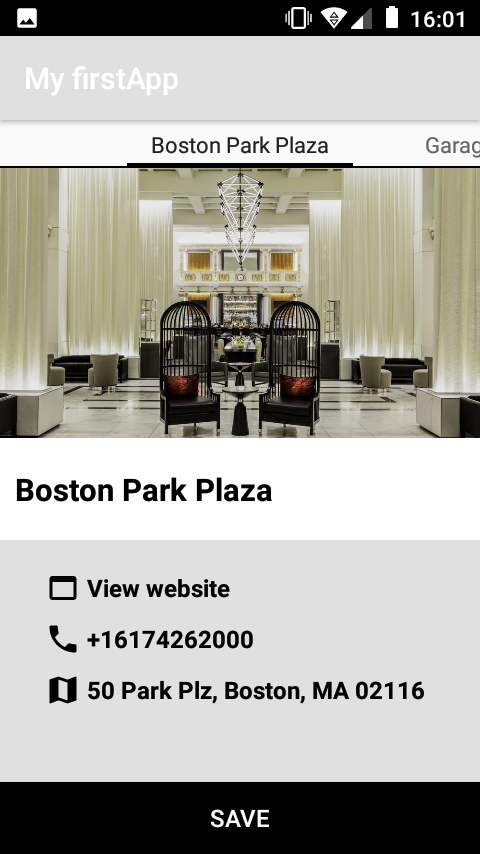 16:01
My firstApp
Boston Park Plaza
Garag
Boston Park Plaza
View website
+16174262000
50 Park Plz, Boston, MA 02116
SAVE